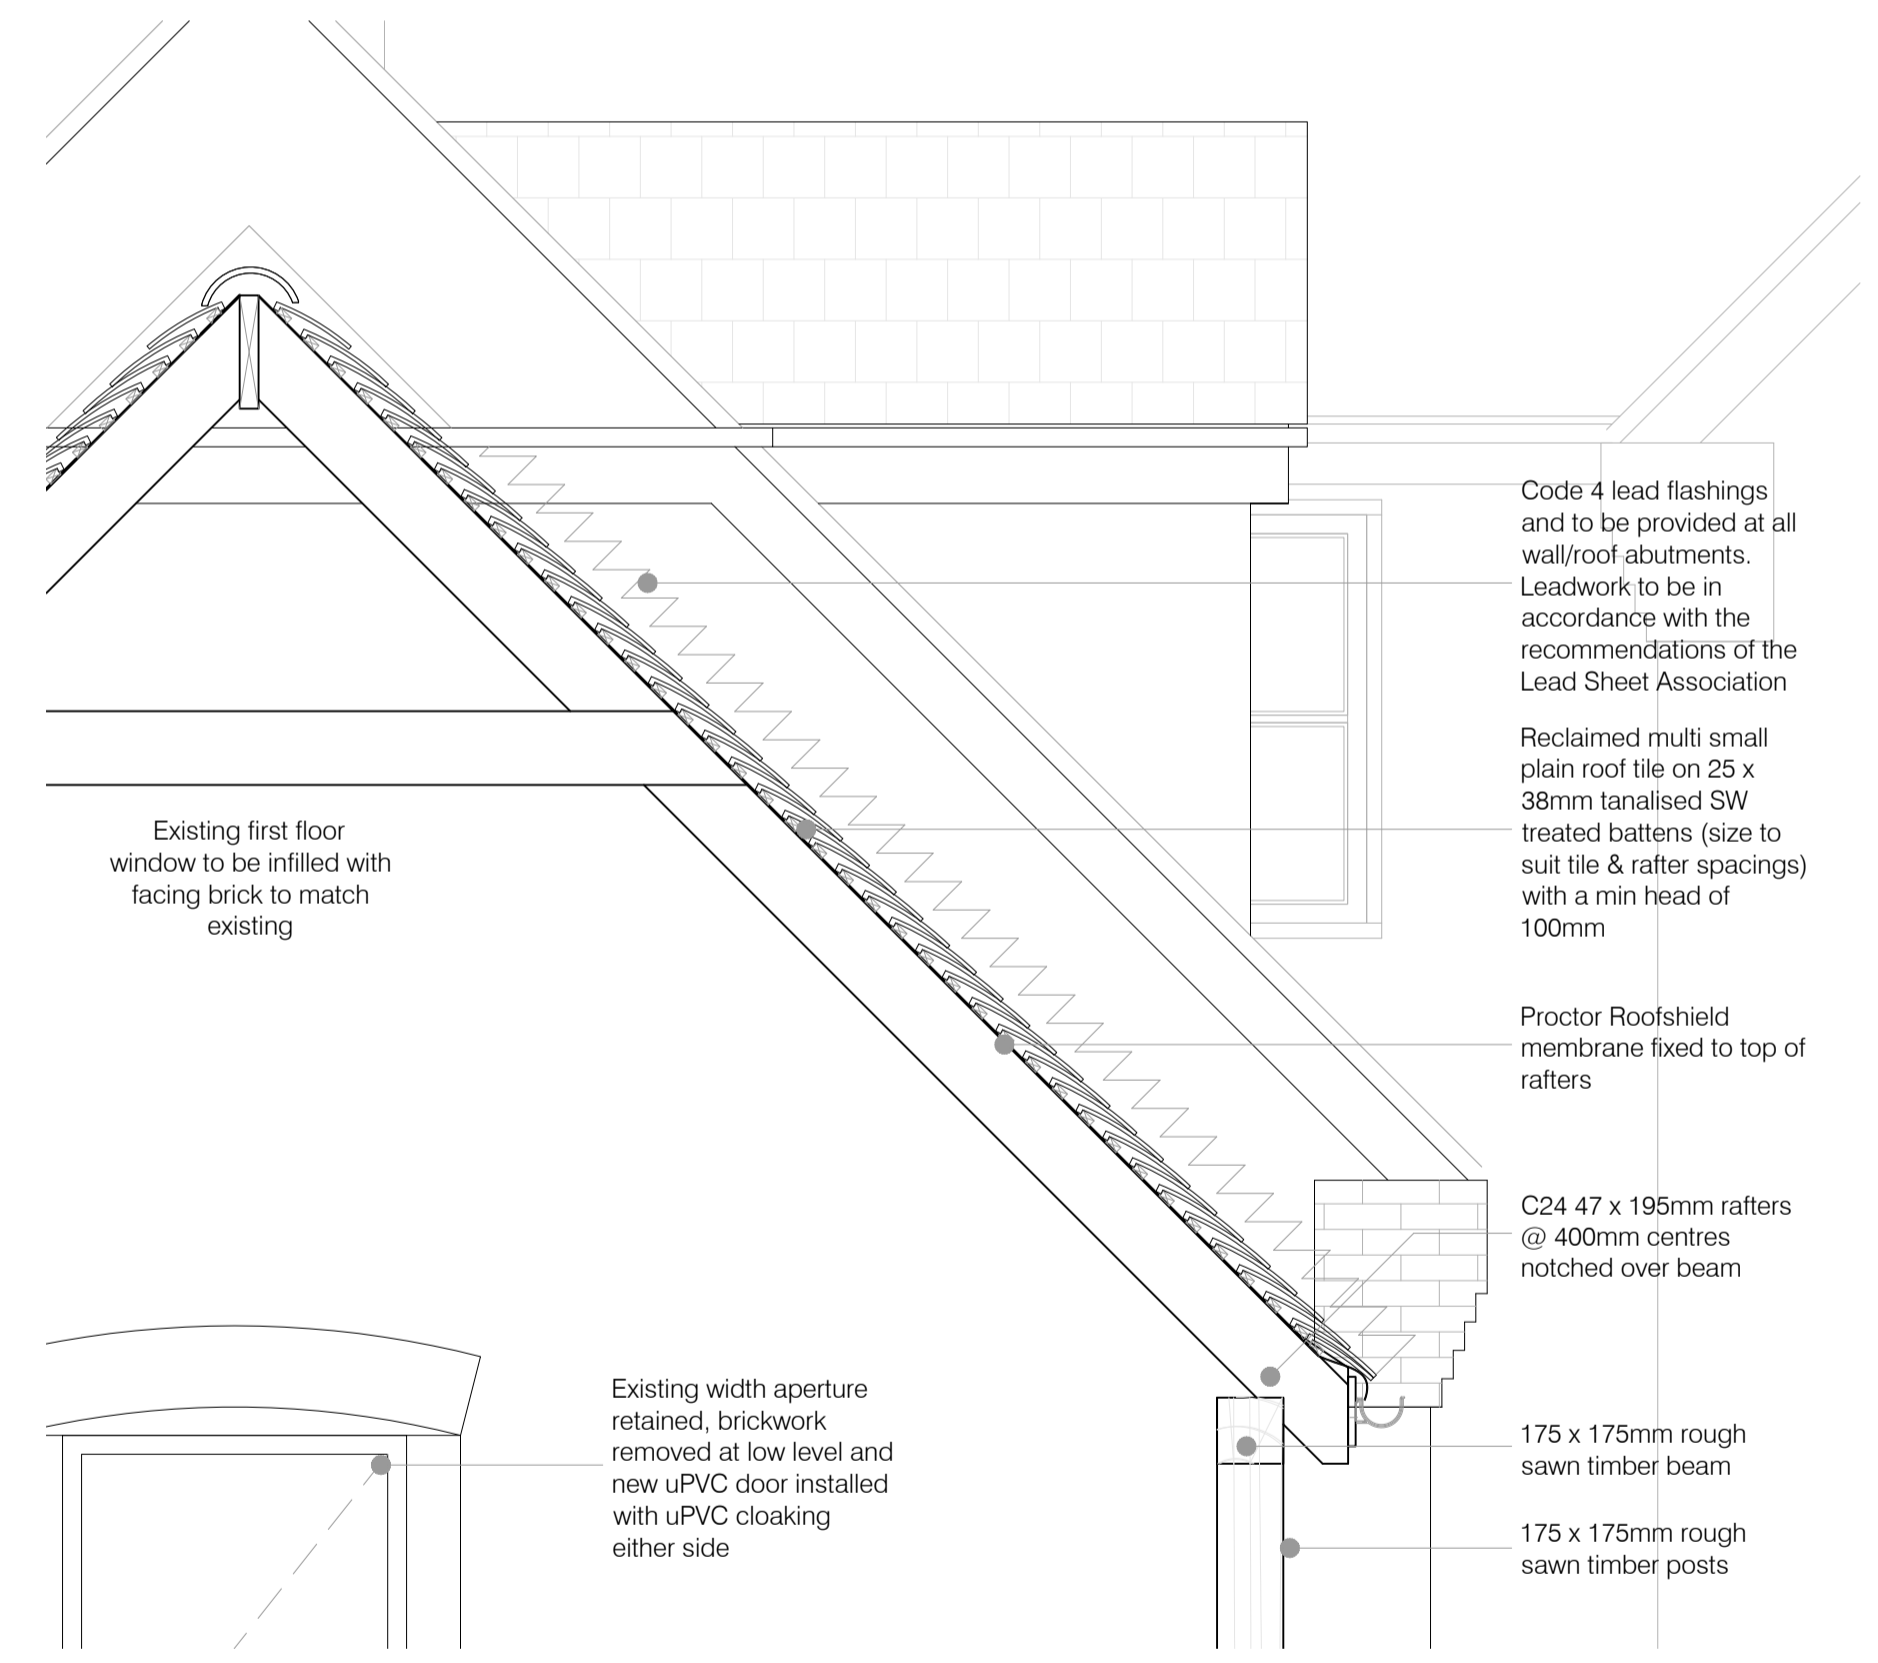 Code 4 lead flashings
and to be provided at all
wall/roof abutments.
Leadwork to be in
accordance with the
recommendations of the
Lead Sheet Association
Reclaimed multi small
plain roof tile on 25 x
38mm tanalised SW
treated battens (size to
suit tile & rafter spacings)
with a min head of
100mm
Existing first floor
window to be infilled with
facing brick to match
existing
Proctor Roofshield
membrane fixed to top of
rafters
C24 47 x 195mm rafters
@ 400mm centres
notched over beam
Existing width aperture
retained, brickwork
removed at low level and
new uPVC door installed
with uPVC cloaking
either side
175 x 175mm rough
sawn timber beam
175 x 175mm rough
sawn timber posts